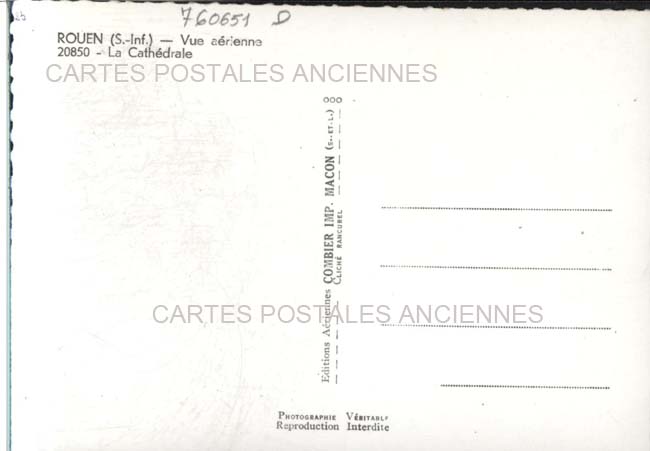 760651 D
ROUEN (S.-Inf.) — Vue aérienne
20850 - La Cathédrale
CARTES POSTALES ANCIENNES
ooo
Editions Aériennes COMBIER IMP. MACON (S.-ET-L.)
CLICHÉ RANCUREL
CARTES POSTALES ANCIENNES
PHOTOGRAPHIE VÉRITABLE
Reproduction Interdite